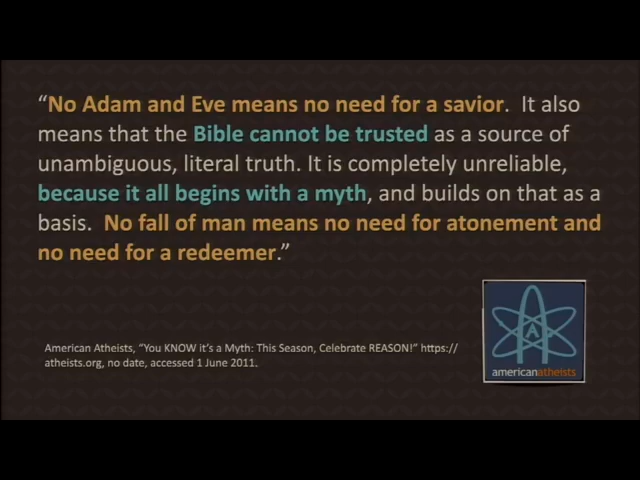 “No Adam and Eve means no need for a savior.  It also
means that the Bible cannot be trusted as a source of
unambiguous, literal truth. It is completely unreliable,
because it all begins with a myth, and builds on that as a
basis.  No fall of man means no need for atonement and
no need for a redeemer.”
American Atheists, “You KNOW it’s a Myth: This Season, Celebrate REASON!” https://
atheists.org, no date, accessed 1 June 2011.
A
americanatheists